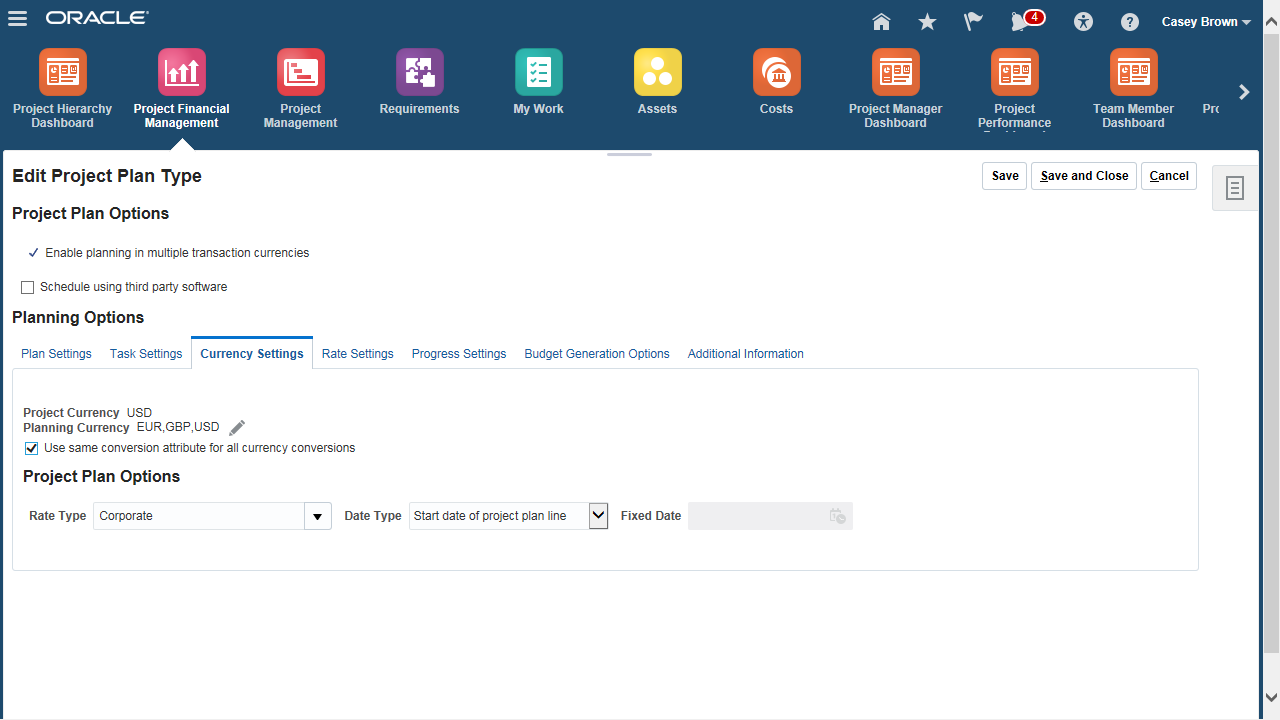 ORACLE
4
Casey Brown
Project Hierarchy
Dashboard
Project Financial
Management
Project
Management
Requirements
My Work
Assets
Costs
Project Manager
Dashboard
Project
Performance
Team Member
Dashboard
Edit Project Plan Type
Save
Save and Close
Cancel
Project Plan Options
Enable planning in multiple transaction currencies
Schedule using third party software
Planning Options
Plan Settings
Task Settings
Currency Settings
Rate Settings
Progress Settings
Budget Generation Options
Additional Information
Project Currency USD
Planning Currency EUR,GBP,USD
Use same conversion attribute for all currency conversions
Project Plan Options
Rate Type Corporate
Date Type Start date of project plan line
Fixed Date